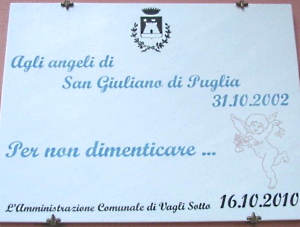 Agli angeli di
San Giuliano di Puglia
31.10.2002
Per non dimenticare ...
L'Amministrazione Comunale di Vagli Sotto 16.10.2010